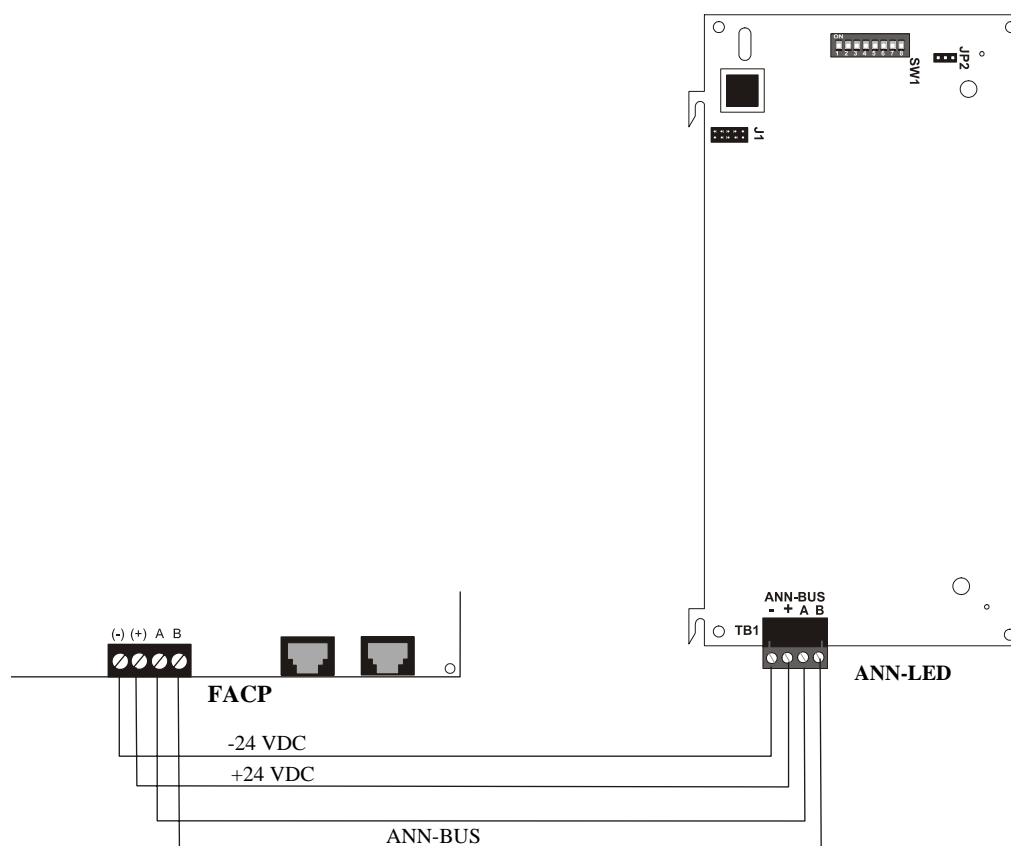 ON
1 2 3 4 5 6 7 8
SW1
JP2
J1
ANN-BUS
- + A B
TB1
ANN-LED
(-) (+) A B
FACP
-24 VDC
+24 VDC
ANN-BUS